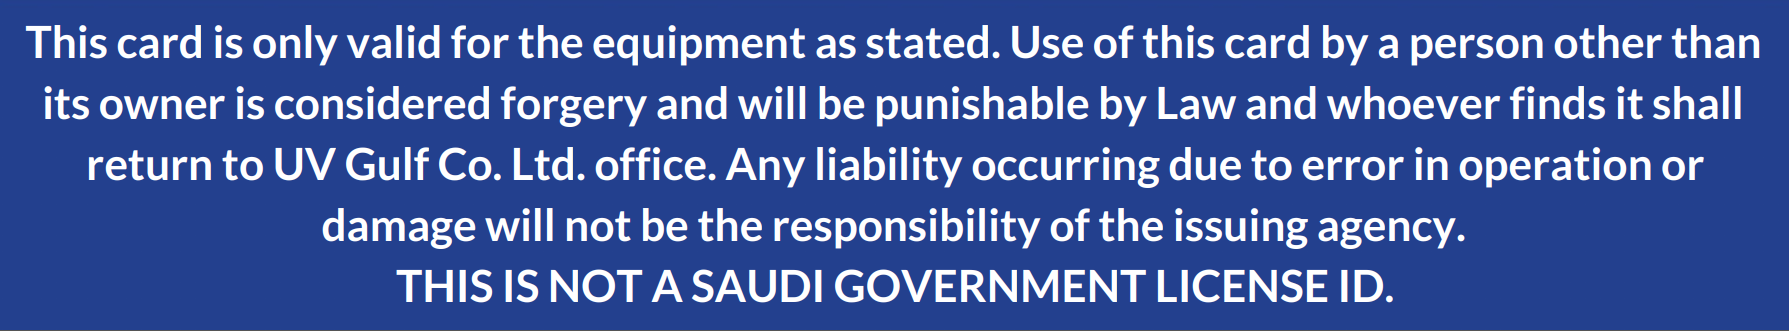 This card is only valid for the equipment as stated. Use of this card by a person other than
its owner is considered forgery and will be punishable by Law and whoever finds it shall
return to UV Gulf Co. Ltd. office. Any liability occurring due to error in operation or
damage will not be the responsibility of the issuing agency.
THIS IS NOT A SAUDI GOVERNMENT LICENSE ID.